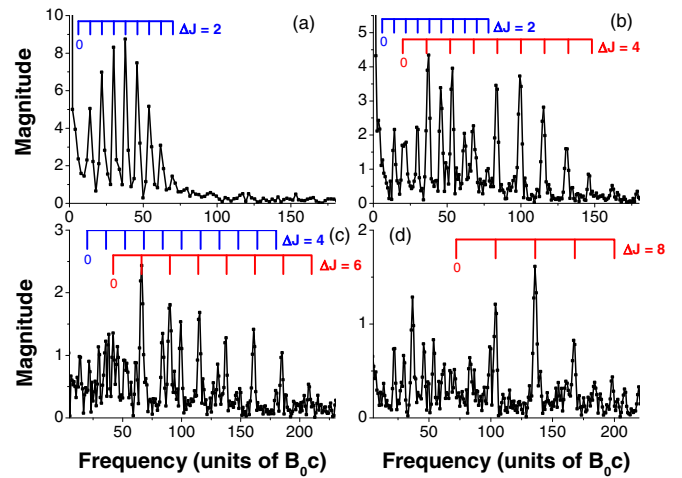 (a)
ΔJ = 2
0
Magnitude
10
8
6
4
2
0
0 50 100 150
(b)
ΔJ = 2
0
ΔJ = 4
0
5
4
3
2
1
0
0 50 100 150
(c)
ΔJ = 4
0
ΔJ = 6
0
Magnitude
3
2
1
0
50 100 150 200
Frequency (units of B₀c)
(d)
ΔJ = 8
0
2
1
0
50 100 150 200
Frequency (units of B₀c)